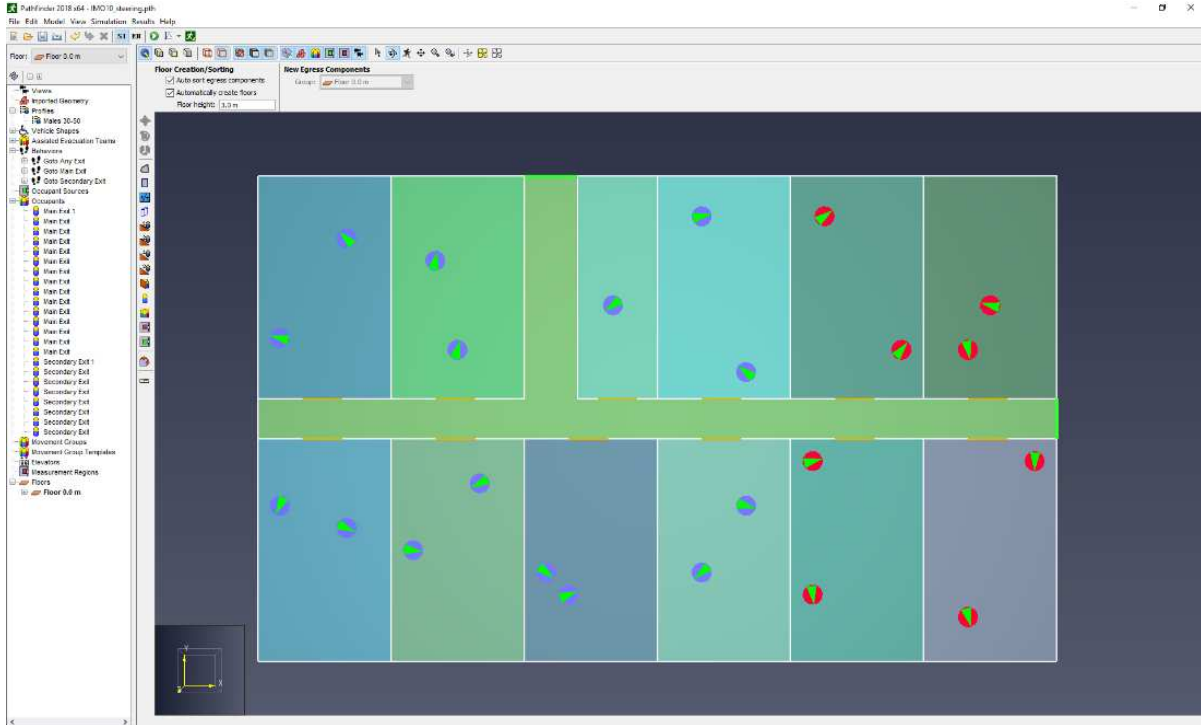 Pathfinder 2018 x64 - IMO10_steering.pth
File Edit Model View Simulation Results Help
Floor: Floor 0.0 m
Floor Creation/Sorting
Auto sort egress components
Automatically create floors
Floor height: 3.0 m
New Egress Components
Group: Floor 0.0 m
Views
Imported Geometry
Profiles
Males 30-50
Vehicle Shapes
Assisted Evacuation Teams
Behaviors
Goto Any Exit
Goto Main Exit
Goto Secondary Exit
Occupant Sources
Occupants
Main Exit 1
Main Exit
Main Exit
Main Exit
Main Exit
Main Exit
Main Exit
Main Exit
Main Exit
Main Exit
Main Exit
Main Exit
Main Exit
Main Exit
Main Exit
Secondary Exit 1
Secondary Exit
Secondary Exit
Secondary Exit
Secondary Exit
Secondary Exit
Secondary Exit
Secondary Exit
Movement Groups
Movement Group Templates
Elevators
Measurement Regions
Floors
Floor 0.0 m
Y
X